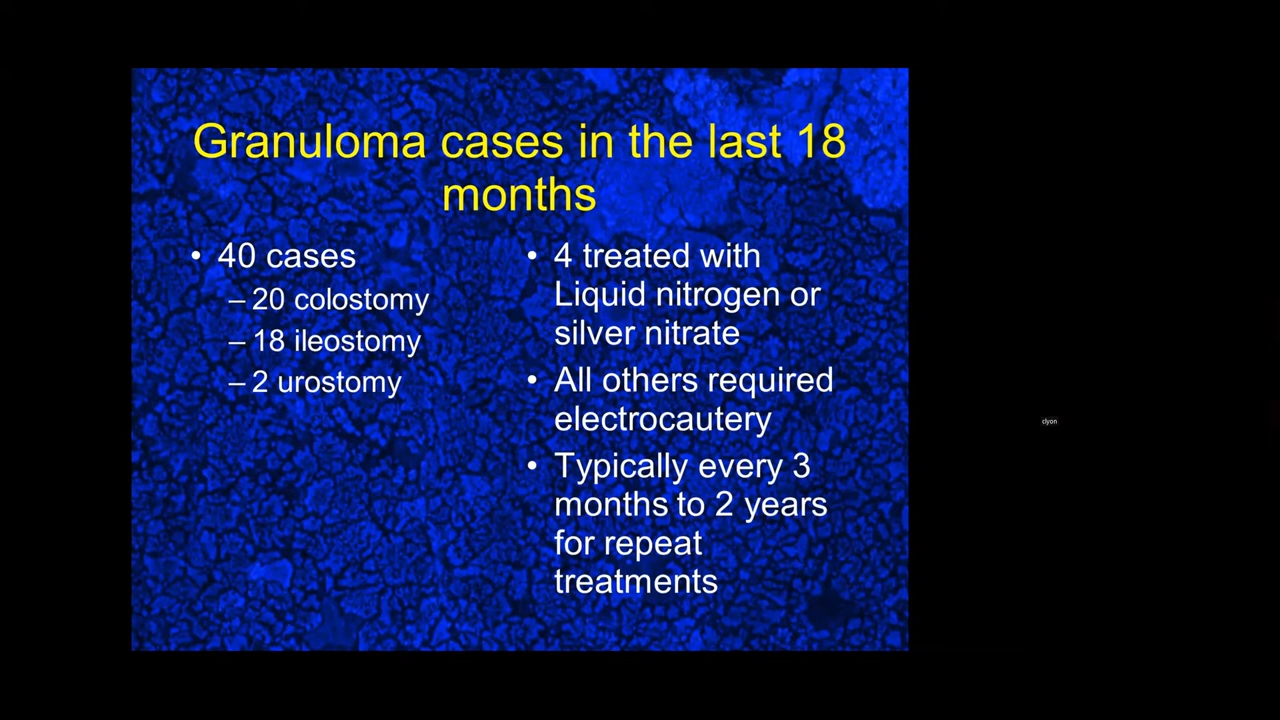 Granuloma cases in the last 18
months
• 40 cases
– 20 colostomy
– 18 ileostomy
– 2 urostomy
• 4 treated with
Liquid nitrogen or
silver nitrate
• All others required
electrocautery
• Typically every 3
months to 2 years
for repeat
treatments
clyon